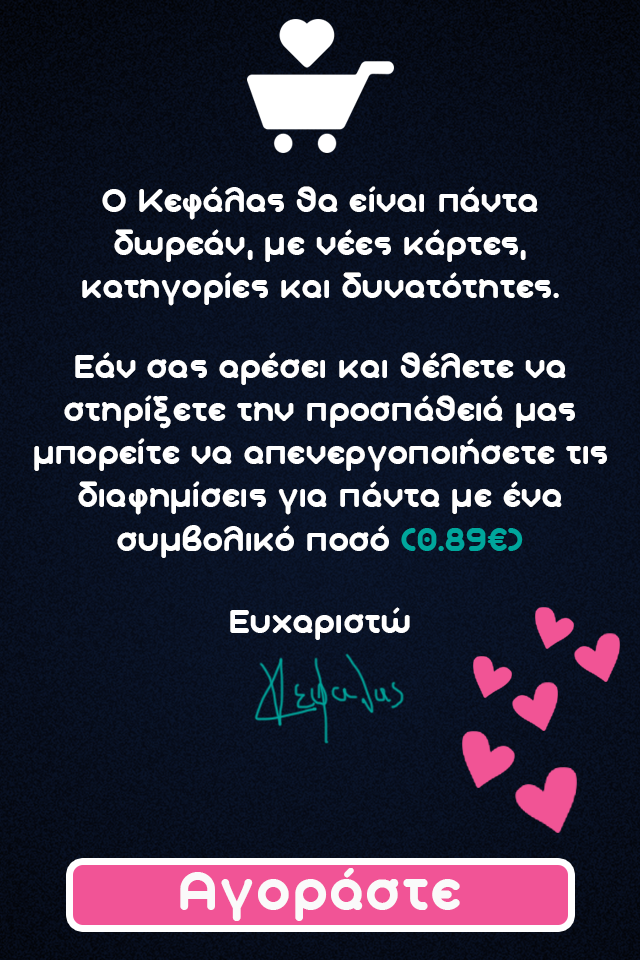 Ο Κεφάλας θα είναι πάντα
δωρεάν, με νέες κάρτες,
κατηγορίες και δυνατότητες.
Εάν σας αρέσει και θέλετε να
στηρίξετε την προσπάθειά μας
μπορείτε να απενεργοποιήσετε τις
διαφημίσεις για πάντα με ένα
συμβολικό ποσό (0.89€)
Ευχαριστώ
Κεφαλας
Αγοράστε